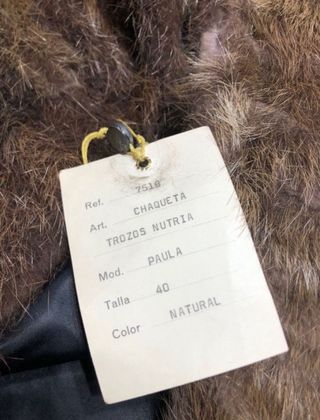 Ref. 7518
Art. CHAQUETA
TROZOS NUTRIA
Mod. PAULA
Talla 40
Color NATURAL